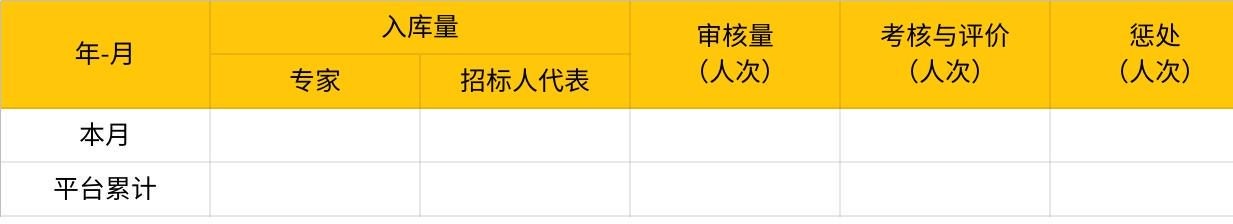 年-月
入库量
专家
招标人代表
审核量
（人次）
考核与评价
（人次）
惩处
（人次）
本月
平台累计